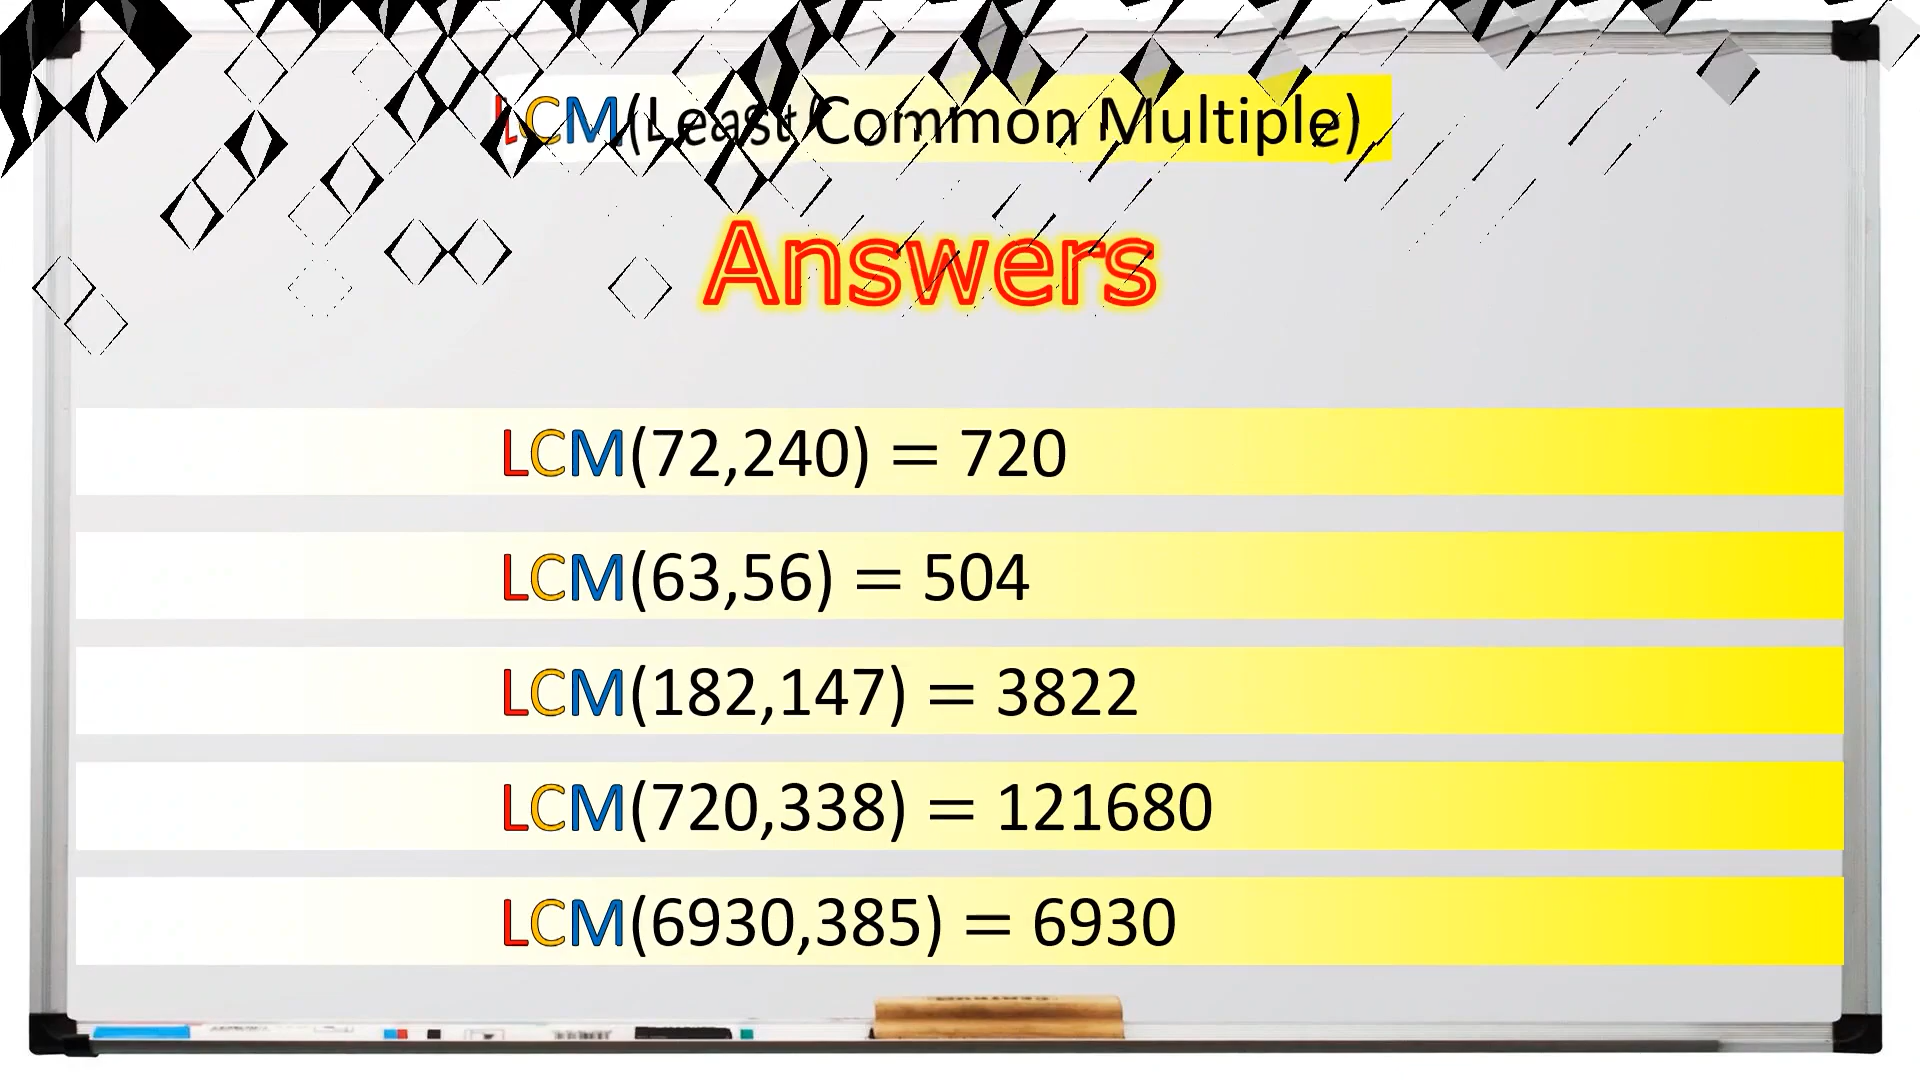 LCM(Least Common Multiple)
Answers
LCM(72,240) = 720
LCM(63,56) = 504
LCM(182,147) = 3822
LCM(720,338) = 121680
LCM(6930,385) = 6930